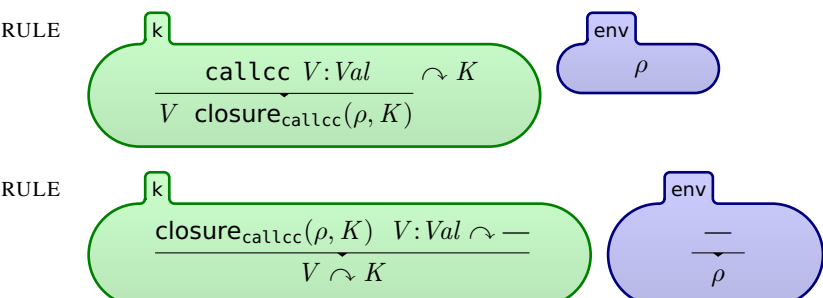 RULE k env
callcc V:Val ↷ K ρ
V closure_callcc(ρ, K)
RULE k env
closure_callcc(ρ, K) V:Val ↷ — —
V ↷ K ρ